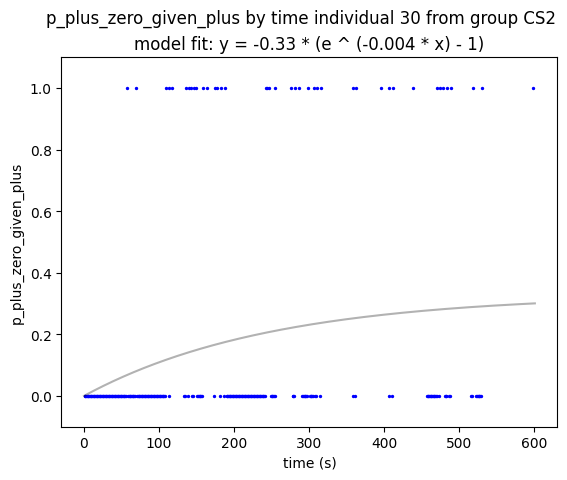 p_plus_zero_given_plus by time individual 30 from group CS2
model fit: y = -0.33 * (e ^ (-0.004 * x) - 1)
p_plus_zero_given_plus
1.0
0.8
0.6
0.4
0.2
0.0
0 100 200 300 400 500 600
time (s)